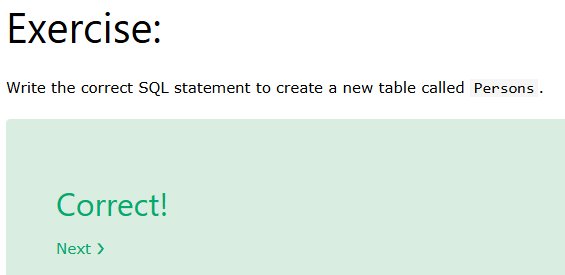 Exercise:
Write the correct SQL statement to create a new table called Persons.
Correct!
Next ❯